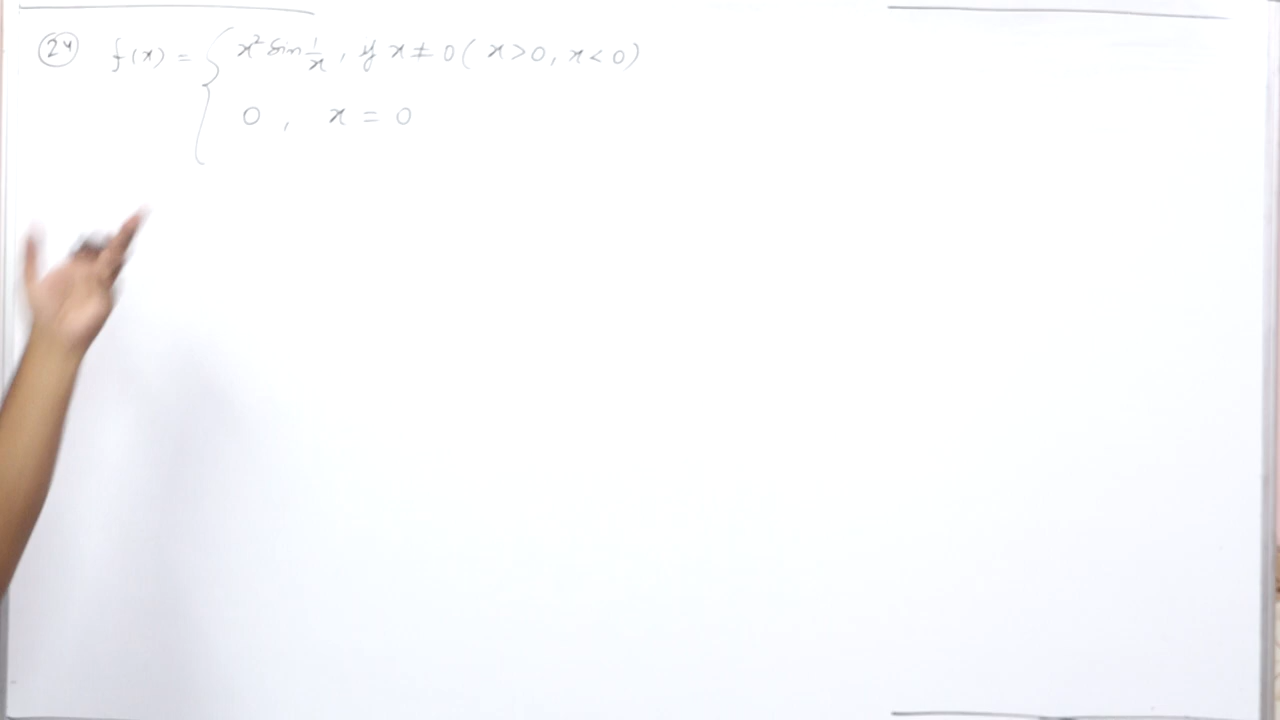 24 f(x) = { x² sin 1/x , if x ≠ 0 ( x > 0, x < 0 )
0 , x = 0